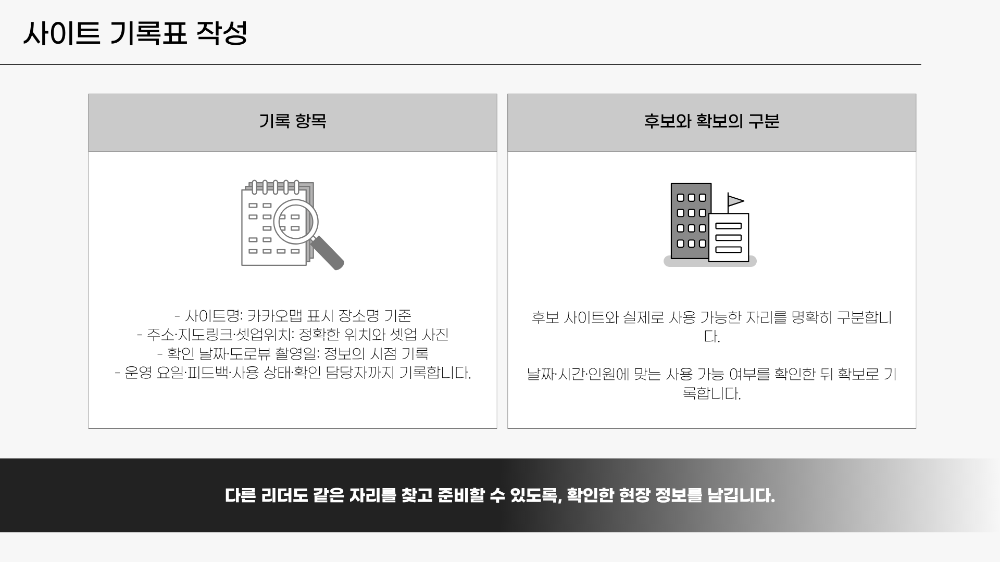 사이트 기록표 작성
기록 항목
- 사이트명: 카카오맵 표시 장소명 기준
- 주소·지도링크·셋업위치: 정확한 위치와 셋업 사진
- 확인 날짜·도로뷰 촬영일: 정보의 시점 기록
- 운영 요일·피드백·사용 상태·확인 담당자까지 기록합니다.
후보와 확보의 구분
후보 사이트와 실제로 사용 가능한 자리를 명확히 구분합니
다.
날짜·시간·인원에 맞는 사용 가능 여부를 확인한 뒤 확보로 기
록합니다.
다른 리더도 같은 자리를 찾고 준비할 수 있도록, 확인한 현장 정보를 남깁니다.